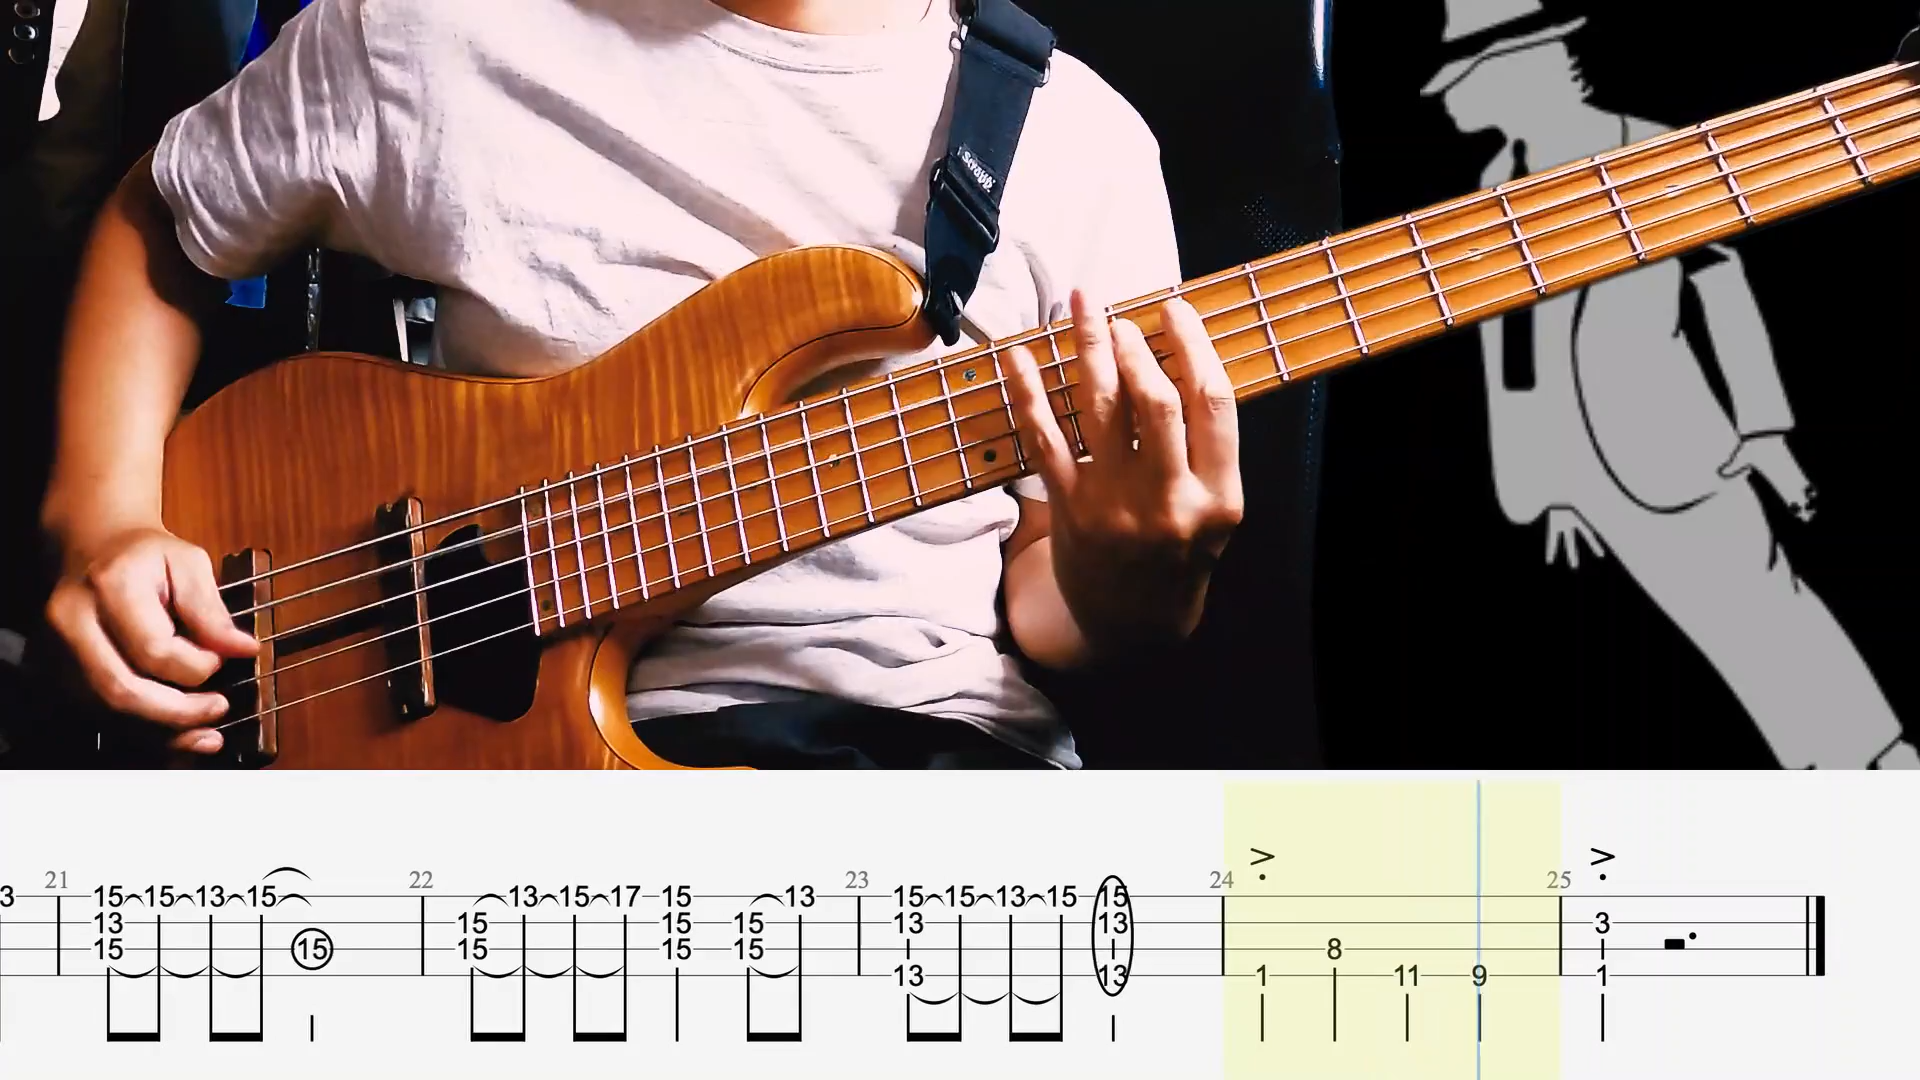 Scrapp
> >
21 22 23 24 25
3 15 15 13 15 13 15 17 15 13 15 15 13 15 15
13 15 15 15 13 13 3
15 15 15 15 15 8
13 13 1 11 9 1